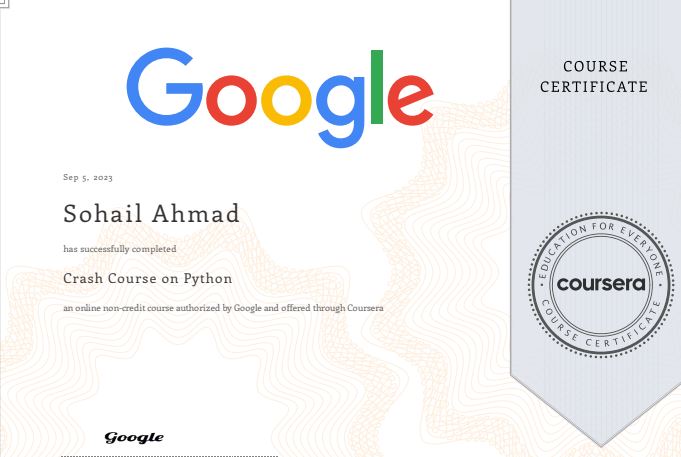 Google
Sep 5, 2023
Sohail Ahmad
has successfully completed
Crash Course on Python
an online non-credit course authorized by Google and offered through Coursera
Google
COURSE
CERTIFICATE
EDUCATION FOR EVERYONE
coursera
COURSE CERTIFICATE